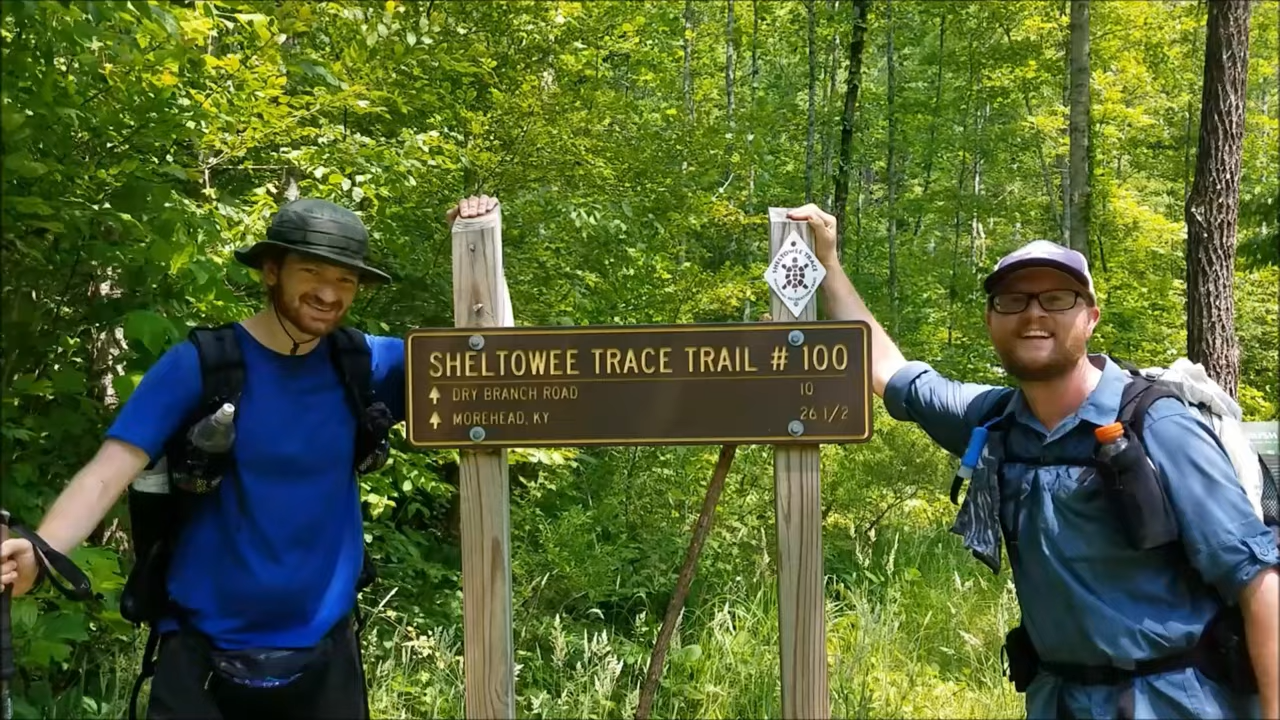 SHELTOWEE TRACE
SHELTOWEE TRACE TRAIL # 100
DRY BRANCH ROAD 10
MOREHEAD, KY 26 1/2